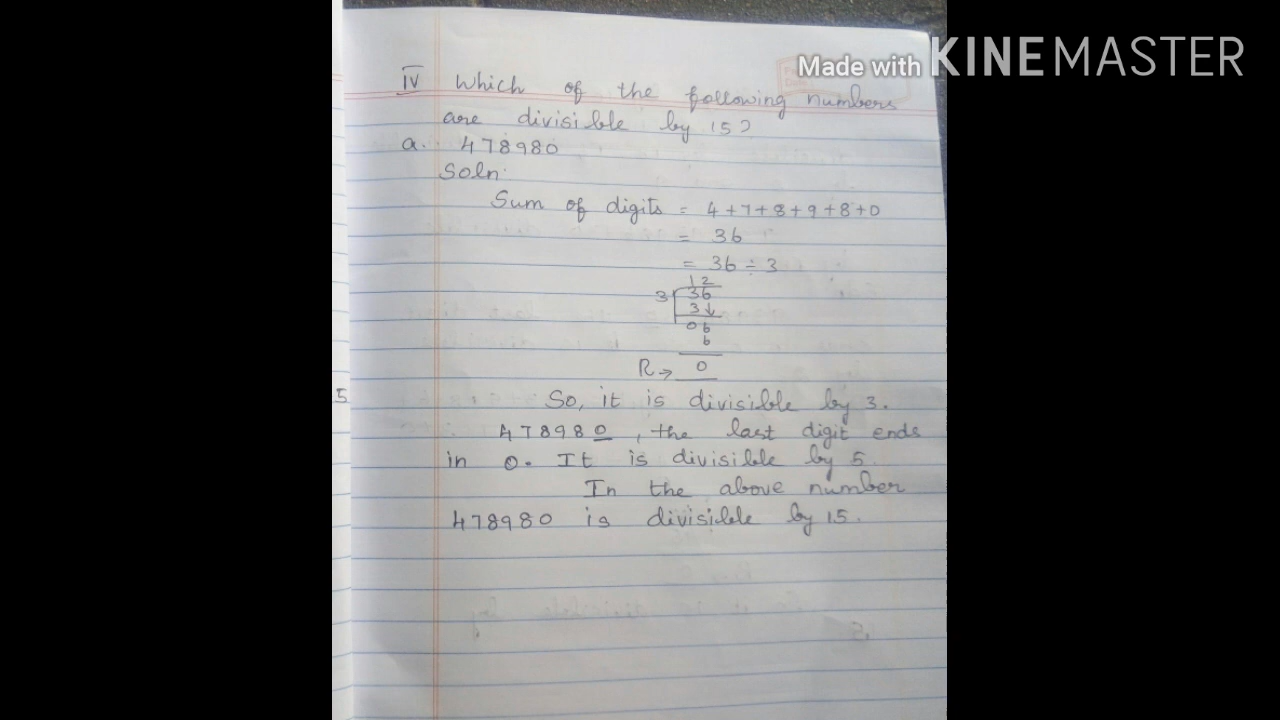 Made with KINEMASTER
IV Which of the following numbers
are divisible by 15?
a. 478980
Soln.
Sum of digits = 4+7+8+9+8+0
= 36
= 36 ÷ 3
12
3 36
3↓
06
6
R→ 0
5
So, it is divisible by 3.
478980, the last digit ends
in 0. It is divisible by 5
In the above number
478980 is divisible by 15.